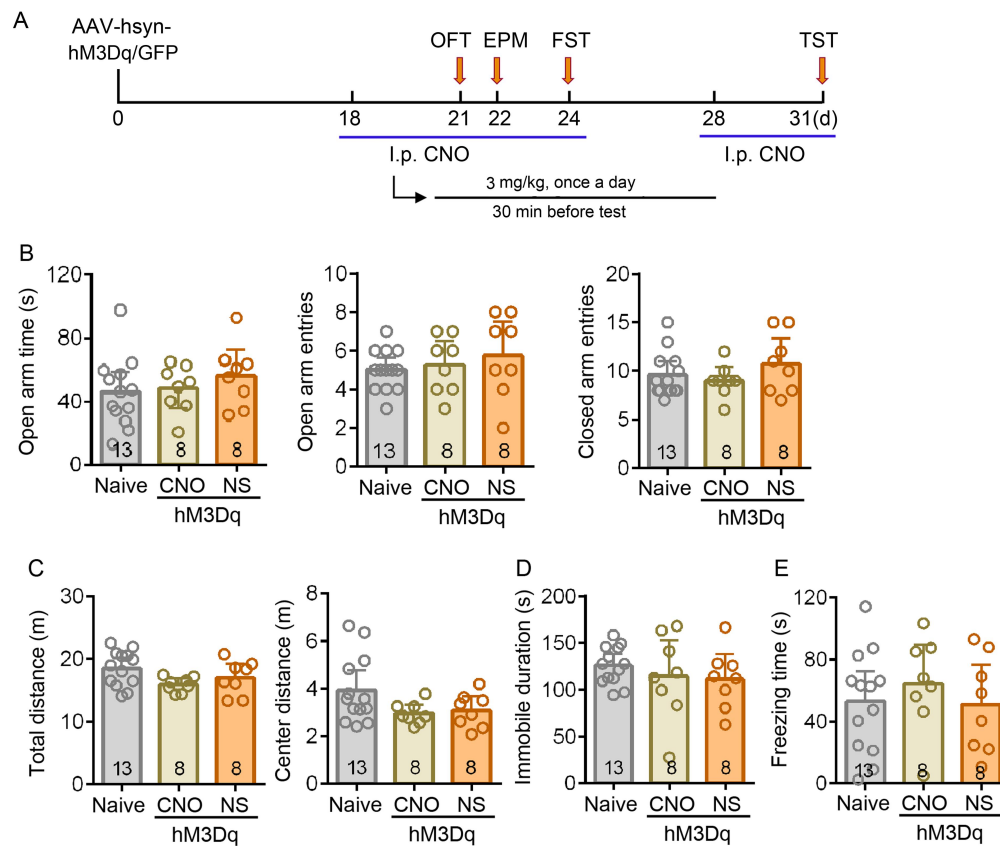 A
AAV-hsyn-
hM3Dq/GFP
OFT EPM FST TST
0 18 21 22 24 28 31(d)
I.p. CNO I.p. CNO
3 mg/kg, once a day
30 min before test
B
Open arm time (s)
120
80
40
0
13 8 8
Naive CNO NS
hM3Dq
Open arm entries
10
8
6
4
2
0
13 8 8
Naive CNO NS
hM3Dq
Closed arm entries
20
15
10
5
0
13 8 8
Naive CNO NS
hM3Dq
C
Total distance (m)
30
20
10
0
13 8 8
Naive CNO NS
hM3Dq
Center distance (m)
8
6
4
2
0
13 8 8
Naive CNO NS
hM3Dq
D
Immobile duration (s)
200
150
100
50
0
13 8 8
Naive CNO NS
hM3Dq
E
Freezing time (s)
120
80
40
0
13 8 8
Naive CNO NS
hM3Dq